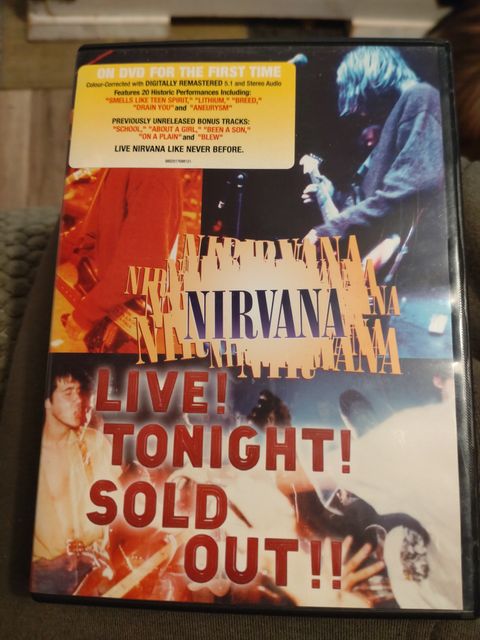 ON DVD FOR THE FIRST TIME
Colour-Corrected with DIGITALLY REMASTERED 5.1 and Stereo Audio
Features 20 Historic Performances Including:
"SMELLS LIKE TEEN SPIRIT," "LITHIUM," "BREED,"
"DRAIN YOU" and "ANEURYSM"
PREVIOUSLY UNRELEASED BONUS TRACKS:
"SCHOOL," "ABOUT A GIRL," "BEEN A SON,"
"ON A PLAIN" and "BLEW"
LIVE NIRVANA LIKE NEVER BEFORE.
NIRVANA
LIVE!
TONIGHT!
SOLD
OUT!!